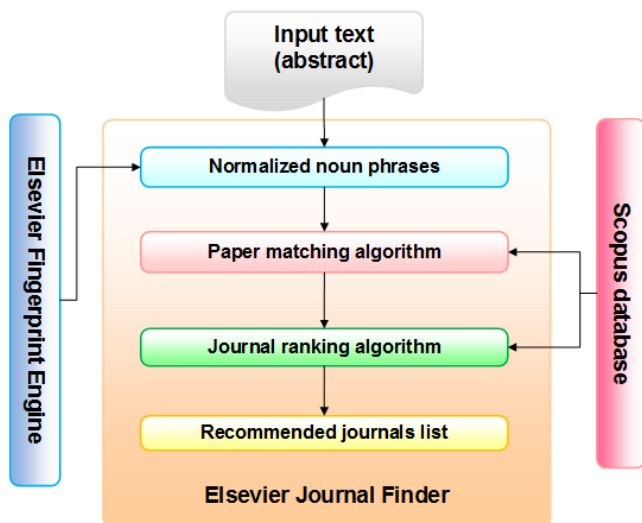 Input text
(abstract)
Elsevier Fingerprint Engine
Normalized noun phrases
Paper matching algorithm
Journal ranking algorithm
Recommended journals list
Elsevier Journal Finder
Scopus database